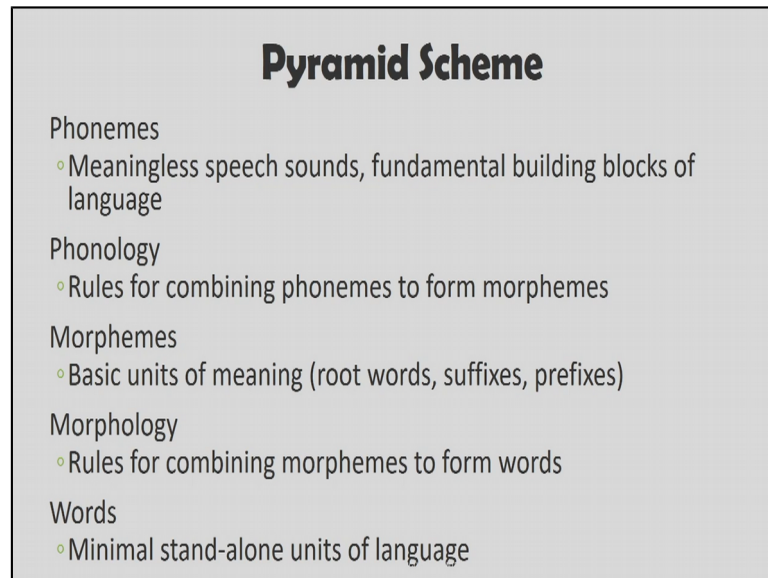 Pyramid Scheme
Phonemes
◦Meaningless speech sounds, fundamental building blocks of
language
Phonology
◦Rules for combining phonemes to form morphemes
Morphemes
◦Basic units of meaning (root words, suffixes, prefixes)
Morphology
◦Rules for combining morphemes to form words
Words
◦Minimal stand-alone units of language